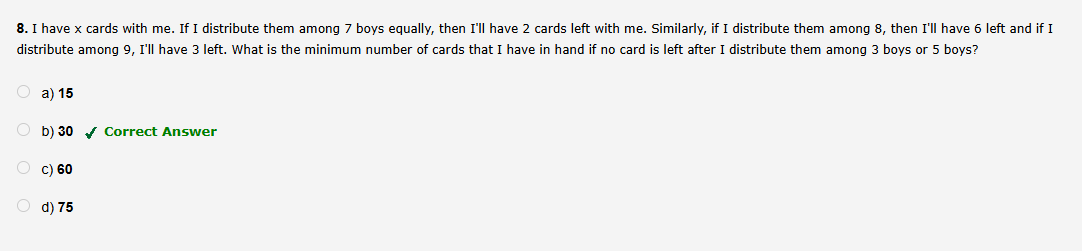 8. I have x cards with me. If I distribute them among 7 boys equally, then I'll have 2 cards left with me. Similarly, if I distribute them among 8, then I'll have 6 left and if I
distribute among 9, I'll have 3 left. What is the minimum number of cards that I have in hand if no card is left after I distribute them among 3 boys or 5 boys?
a) 15
b) 30 ✓ Correct Answer
c) 60
d) 75